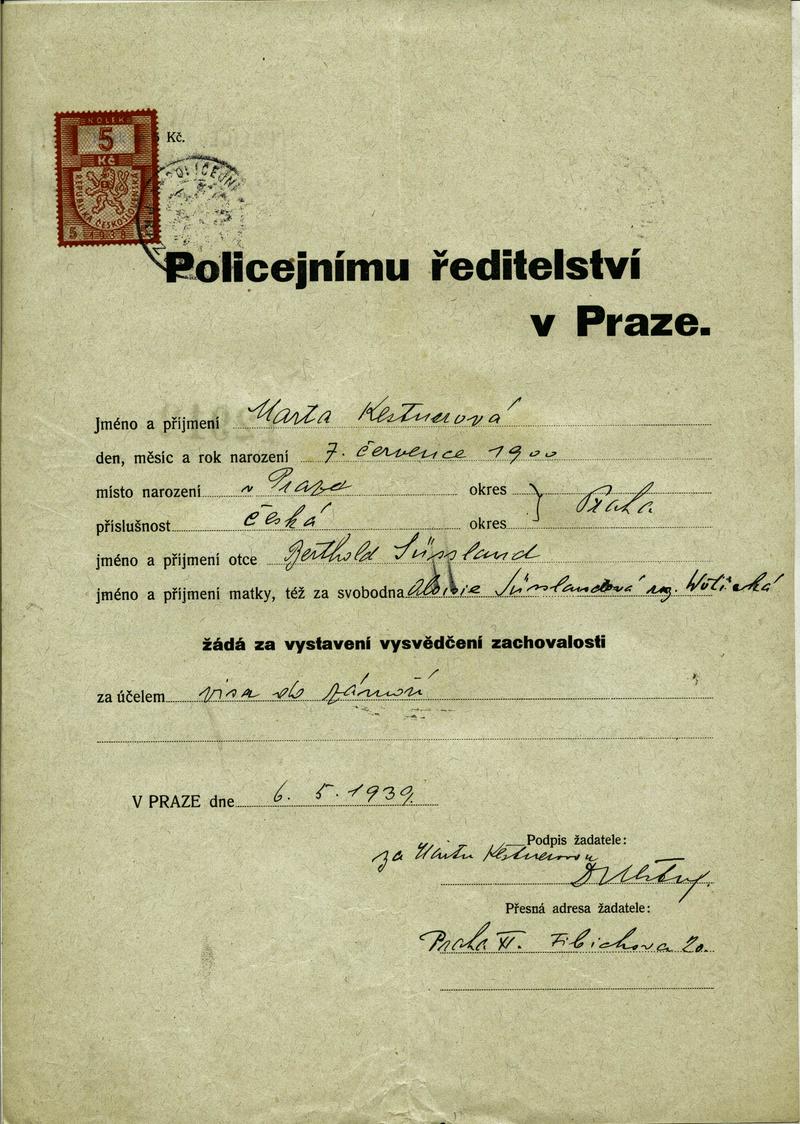 KOLEK
5
Kč
REPUBLIKA ČESKOSLOVENSKÁ
5 1938
Kč.
POLICEJNÍ
Policejnímu ředitelství
v Praze.
Jméno a příjmení Marta Kestnerová
den, měsíc a rok narození 7. července 1900
místo narození v Praze okres
příslušnost česká okres Praha
jméno a příjmení otce Berthold Süssland
jméno a příjmení matky, též za svobodna Aloisie Süsslandová roz. Wotická
žádá za vystavení vysvědčení zachovalosti
za účelem visa do zámoří
V PRAZE dne 6. 5. 1939.
Podpis žadatele:
za Martu Kestnerovou
Přesná adresa žadatele:
Praha XI. Fibichova 20.